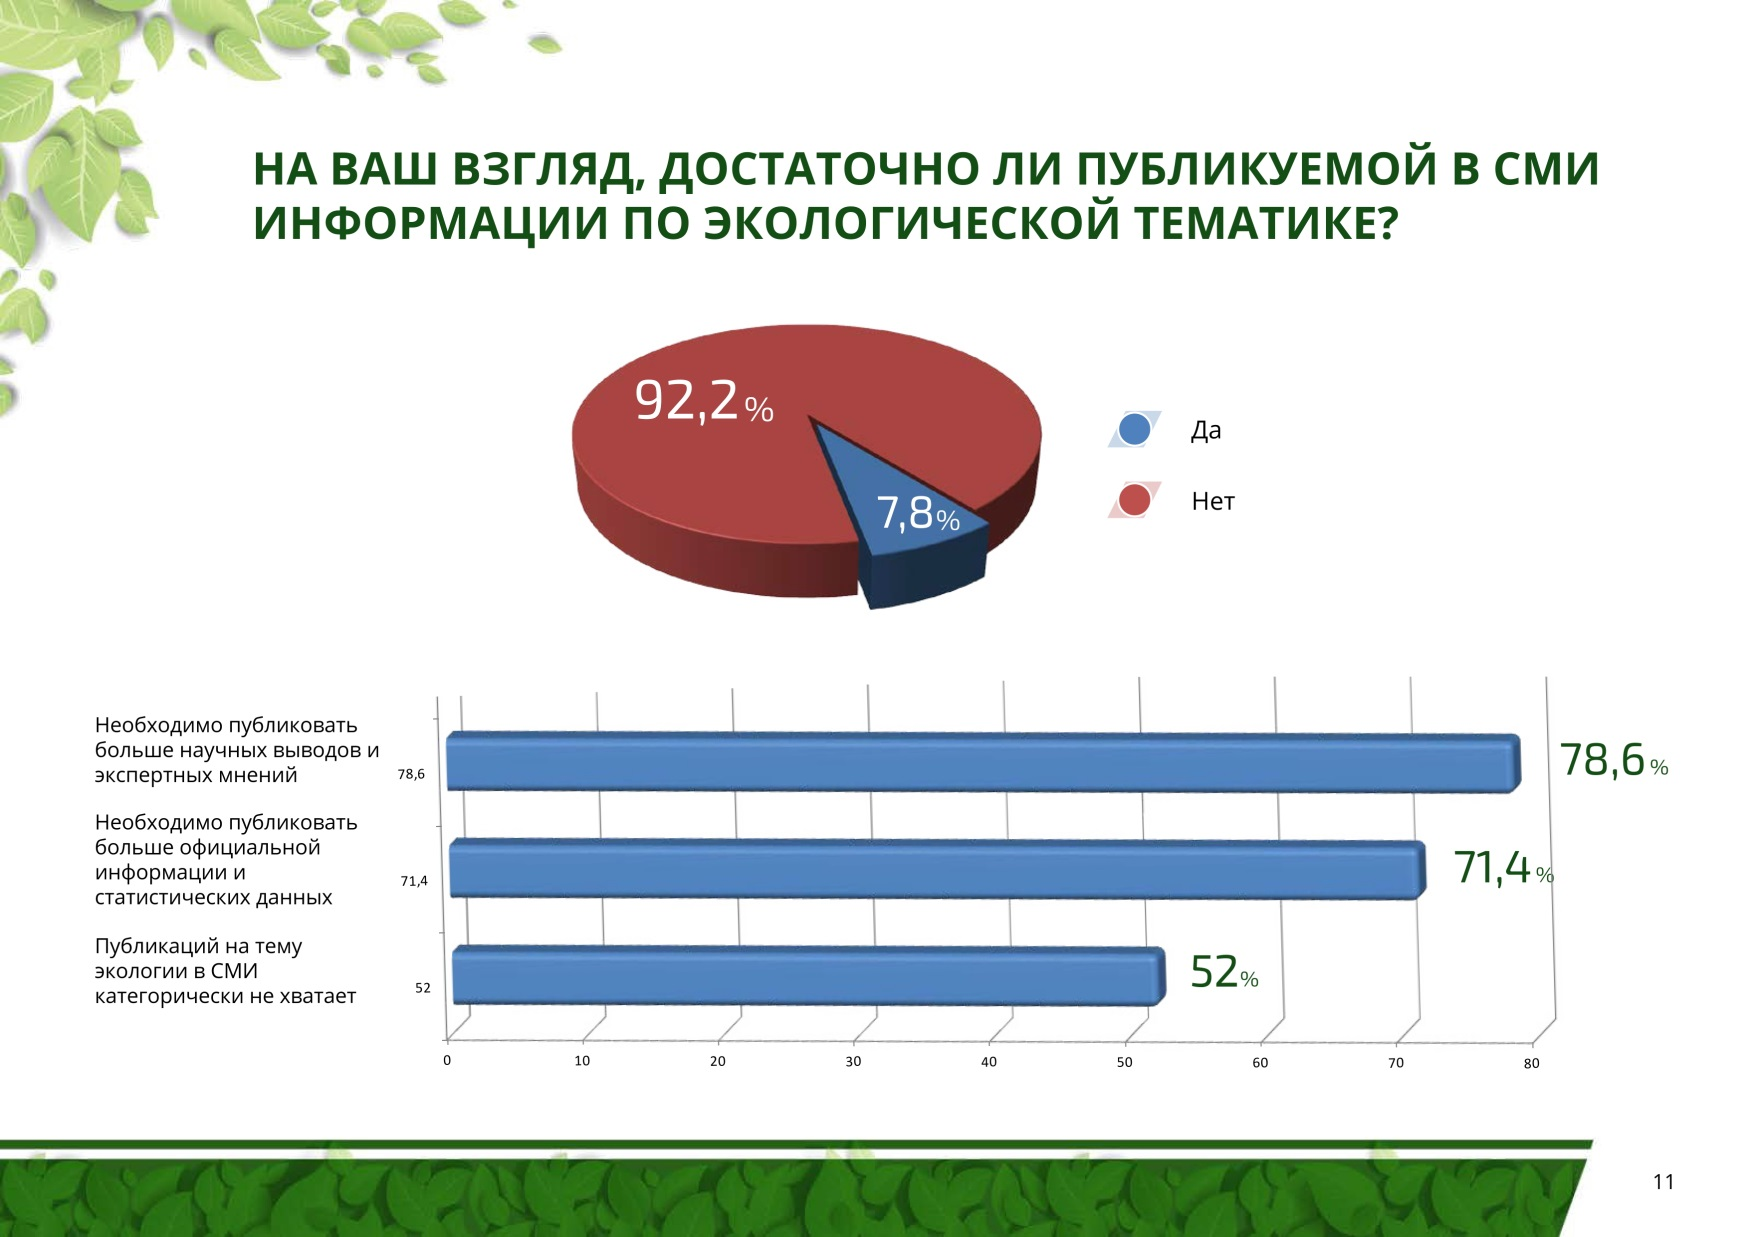 НА ВАШ ВЗГЛЯД, ДОСТАТОЧНО ЛИ ПУБЛИКУЕМОЙ В СМИ
ИНФОРМАЦИИ ПО ЭКОЛОГИЧЕСКОЙ ТЕМАТИКЕ?
92,2%
7,8%
Да
Нет
Необходимо публиковать
больше научных выводов и
экспертных мнений
78,6
78,6%
Необходимо публиковать
больше официальной
информации и
статистических данных
71,4
71,4%
Публикаций на тему
экологии в СМИ
категорически не хватает
52
52%
0 10 20 30 40 50 60 70 80
11